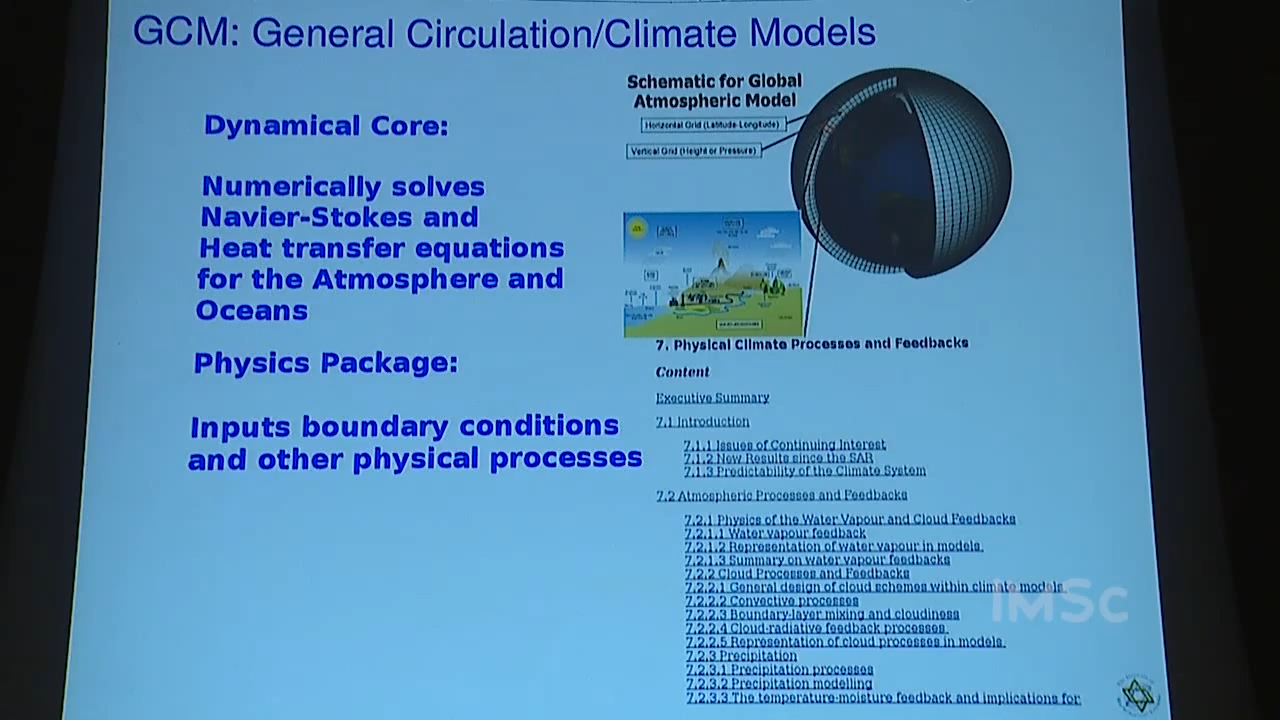 GCM: General Circulation/Climate Models
Dynamical Core:
Numerically solves
Navier-Stokes and
Heat transfer equations
for the Atmosphere and
Oceans
Physics Package:
Inputs boundary conditions
and other physical processes
Schematic for Global
Atmospheric Model
Horizontal Grid (Latitude-Longitude)
Vertical Grid (Height or Pressure)
7. Physical Climate Processes and Feedbacks
Content
Executive Summary
7.1 Introduction
7.1.1 Issues of Continuing Interest
7.1.2 New Results since the SAR
7.1.3 Predictability of the Climate System
7.2 Atmospheric Processes and Feedbacks
7.2.1 Physics of the Water Vapour and Cloud Feedbacks
7.2.1.1 Water vapour feedback
7.2.1.2 Representation of water vapour in models.
7.2.1.3 Summary on water vapour feedbacks
7.2.2 Cloud Processes and Feedbacks
7.2.2.1 General design of cloud schemes within climate models.
7.2.2.2 Convective processes
7.2.2.3 Boundary-layer mixing and cloudiness
7.2.2.4 Cloud-radiative feedback processes.
7.2.2.5 Representation of cloud processes in models.
7.2.3 Precipitation
7.2.3.1 Precipitation processes
7.2.3.2 Precipitation modelling
7.2.3.3 The temperature-moisture feedback and implications for
IMSc